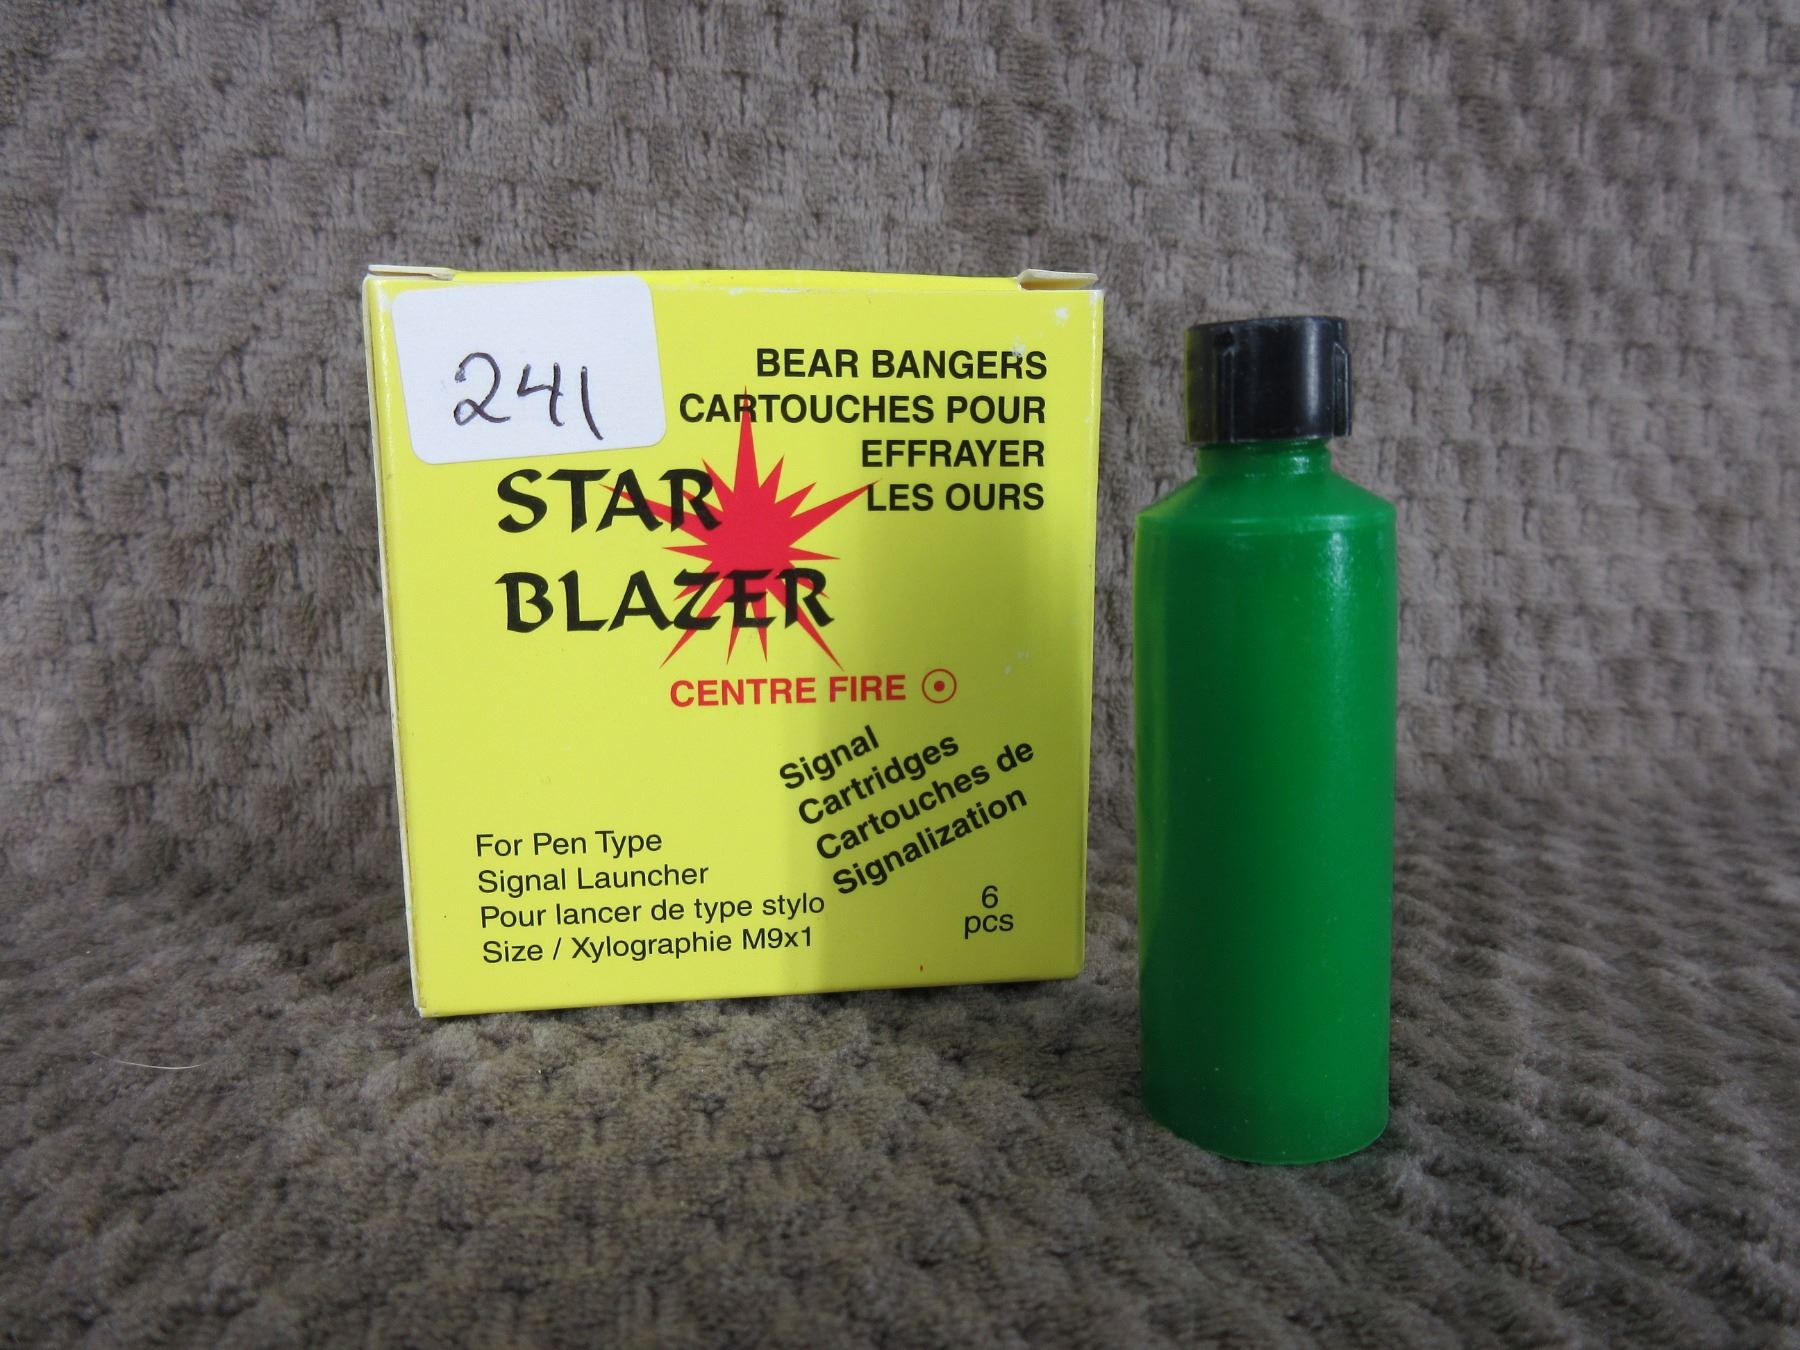 241
BEAR BANGERS
CARTOUCHES POUR
EFFRAYER
LES OURS
STAR
BLAZER
CENTRE FIRE
Signal
Cartridges
Cartouches de
Signalization
For Pen Type
Signal Launcher
Pour lancer de type stylo
Size / Xylographie M9x1
6
pcs